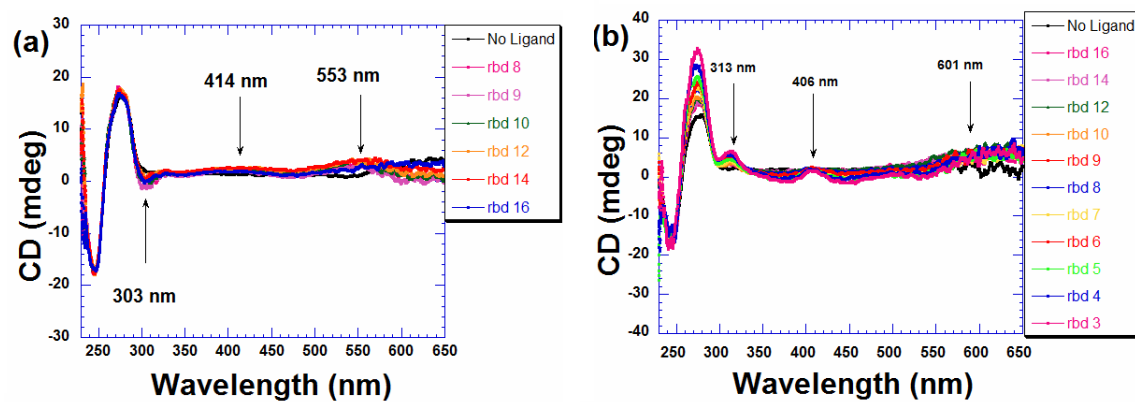 (a)
CD (mdeg)
30
20
10
0
-10
-20
-30
414 nm
553 nm
303 nm
250 300 350 400 450 500 550 600 650
Wavelength (nm)
No Ligand
rbd 8
rbd 9
rbd 10
rbd 12
rbd 14
rbd 16
(b)
CD (mdeg)
40
30
20
10
0
-10
-20
-30
-40
313 nm
406 nm
601 nm
250 300 350 400 450 500 550 600 650
Wavelength (nm)
No Ligand
rbd 16
rbd 14
rbd 12
rbd 10
rbd 9
rbd 8
rbd 7
rbd 6
rbd 5
rbd 4
rbd 3